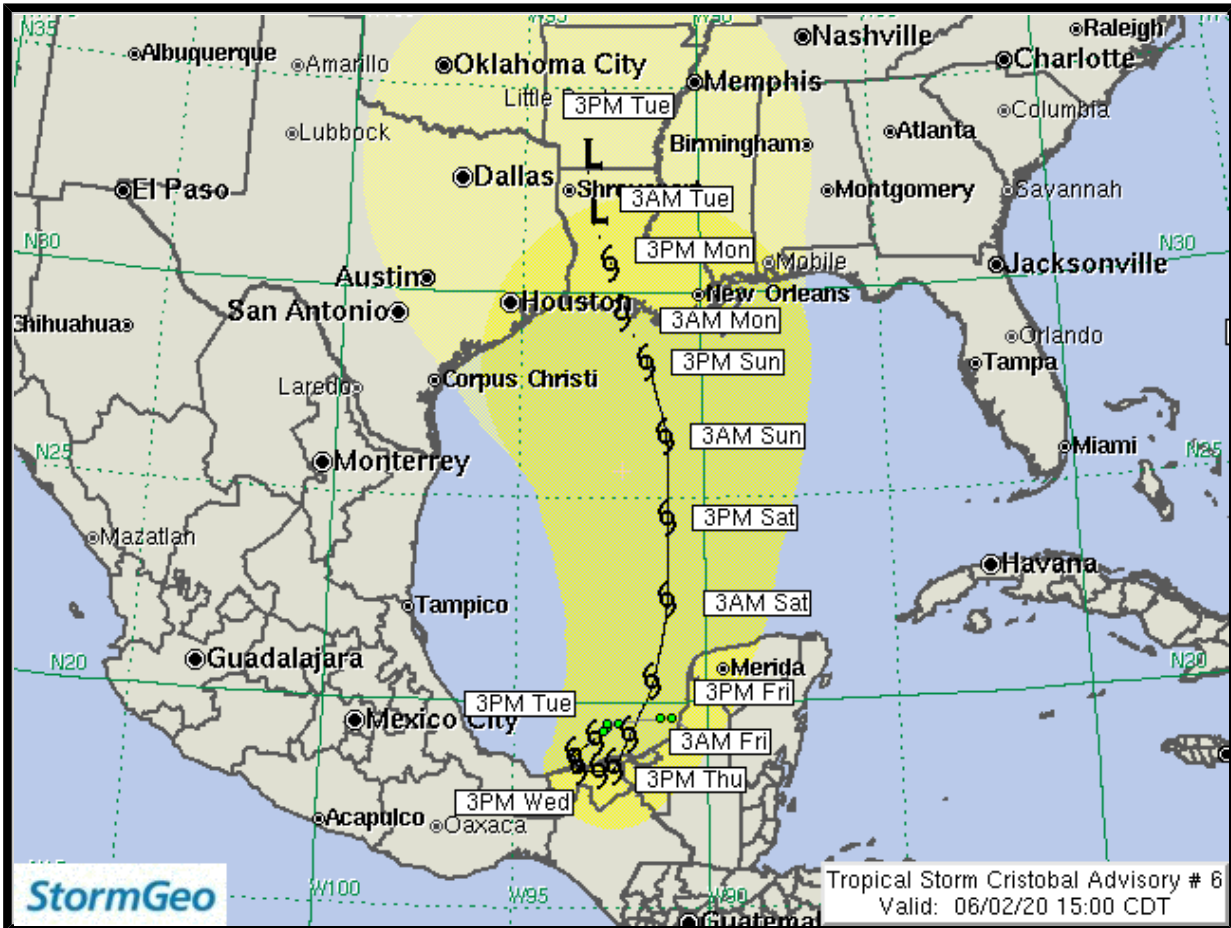 N35
W95
W90
Raleigh
Nashville
Albuquerque
Amarillo
Oklahoma City
Charlotte
Memphis
Little
3PM Tue
Columbia
Lubbock
Atlanta
Birmingham
L
Dallas
El Paso
Montgomery
Savannah
3AM Tue
L
N30
3PM Mon
N30
Mobile
Jacksonville
Austin
New Orleans
Houston
San Antonio
3AM Mon
Chihuahua
Orlando
3PM Sun
Tampa
Laredo
Corpus Christi
3AM Sun
Miami
N25
N25
Monterrey
3PM Sat
Mazatlan
Havana
3AM Sat
Tampico
N20
Guadalajara
Merida
N20
3PM Fri
3PM Tue
Mexico City
3AM Fri
3PM Thu
3PM Wed
Acapulco
Oaxaca
W100
W95
W90
StormGeo
Tropical Storm Cristobal Advisory # 6
Valid: 06/02/20 15:00 CDT